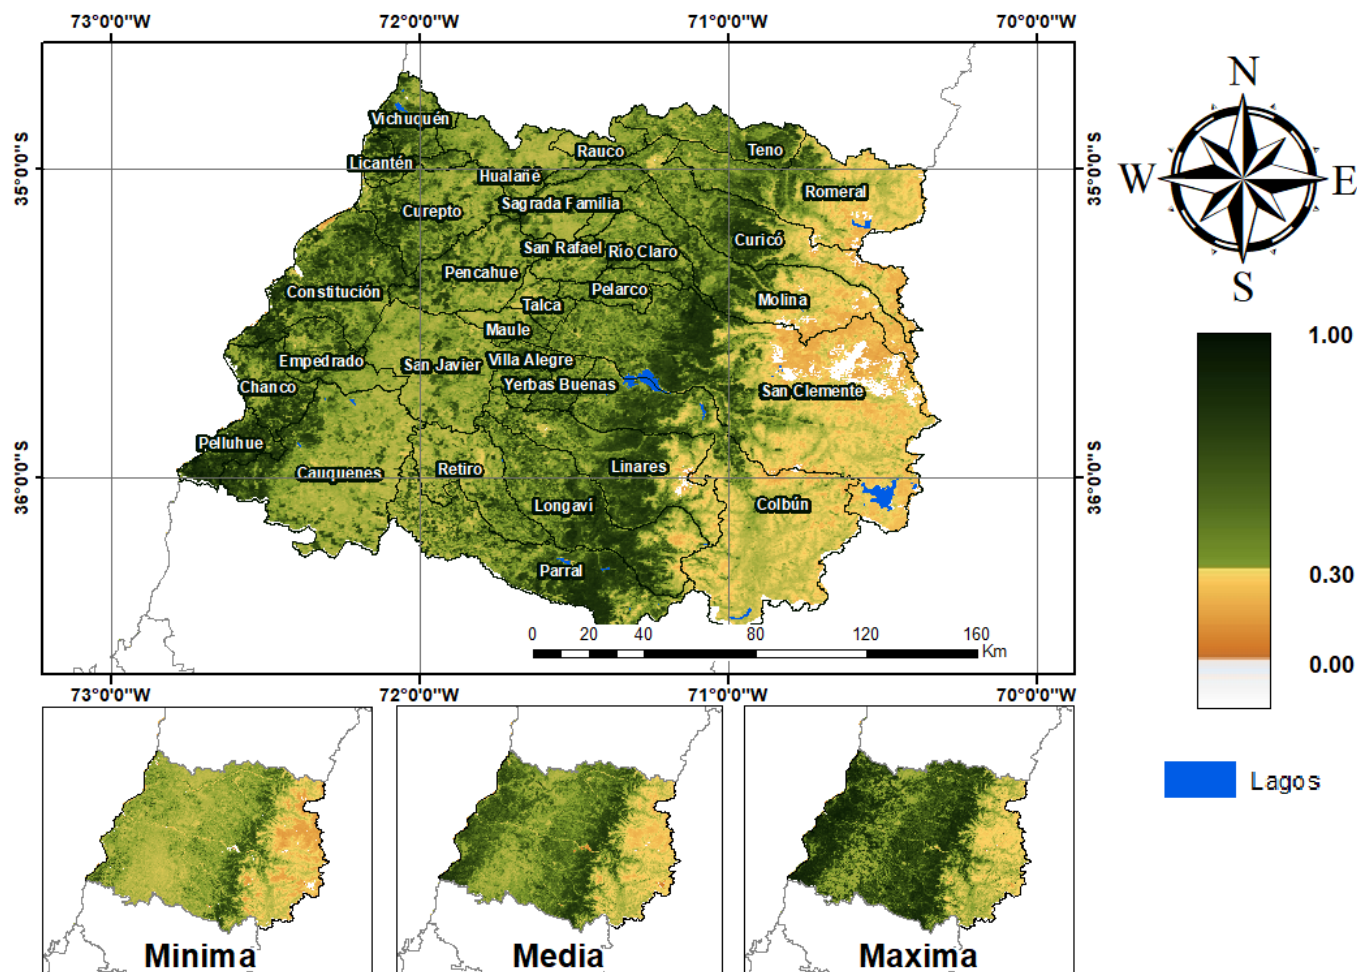 73°0'0"W
72°0'0"W
71°0'0"W
70°0'0"W
N
W
E
S
35°0'0"S
35°0'0"S
36°0'0"S
36°0'0"S
Vichuquén
Licantén
Rauco
Teno
Hualañé
Romeral
Sagrada Familia
Curepto
San Rafael
Río Claro
Curicó
Pencahue
Constitución
Pelarco
Molina
Talca
Maule
Empedrado
San Javier
Villa Alegre
Chanco
Yerbas Buenas
San Clemente
Pelluhue
Cauquenes
Retiro
Linares
Longaví
Colbún
Parral
0 20 40 80 120 160
Km
73°0'0"W
72°0'0"W
71°0'0"W
70°0'0"W
1.00
0.30
0.00
Lagos
Minima
Media
Maxima